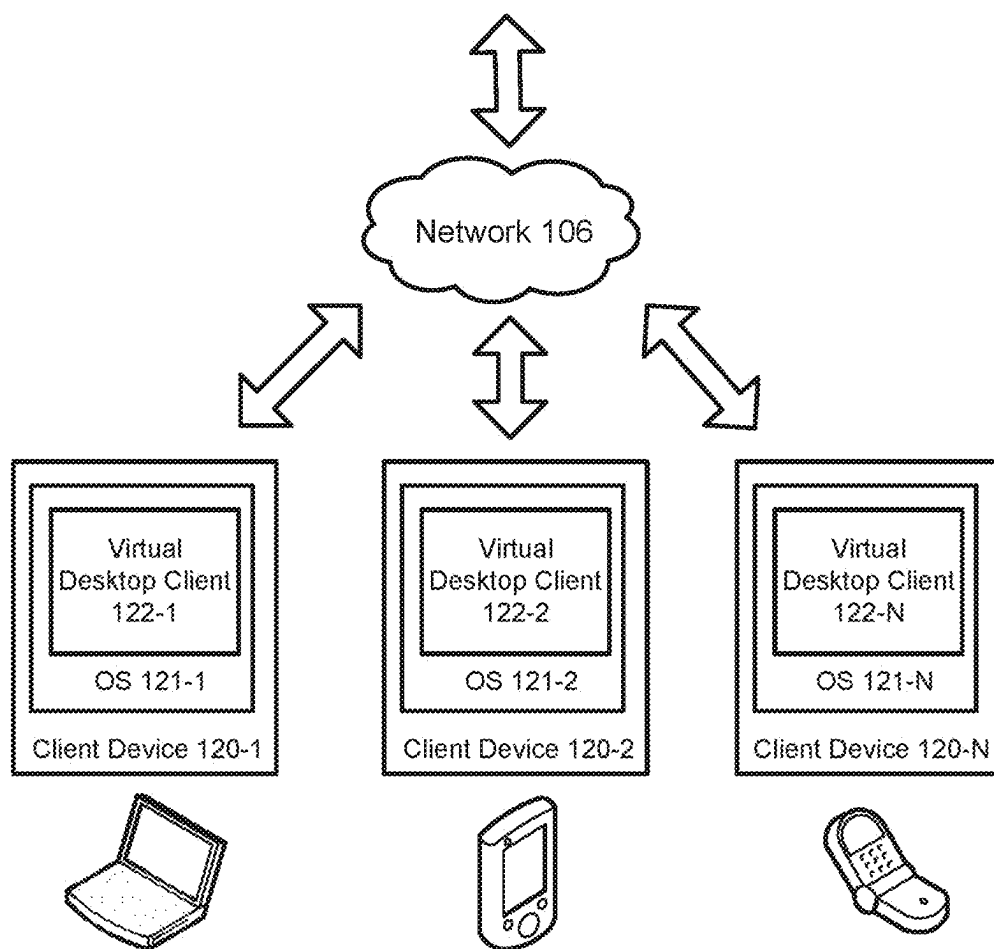 Network 106
Virtual
Desktop Client
122-1
OS 121-1
Client Device 120-1
Virtual
Desktop Client
122-2
OS 121-2
Client Device 120-2
Virtual
Desktop Client
122-N
OS 121-N
Client Device 120-N